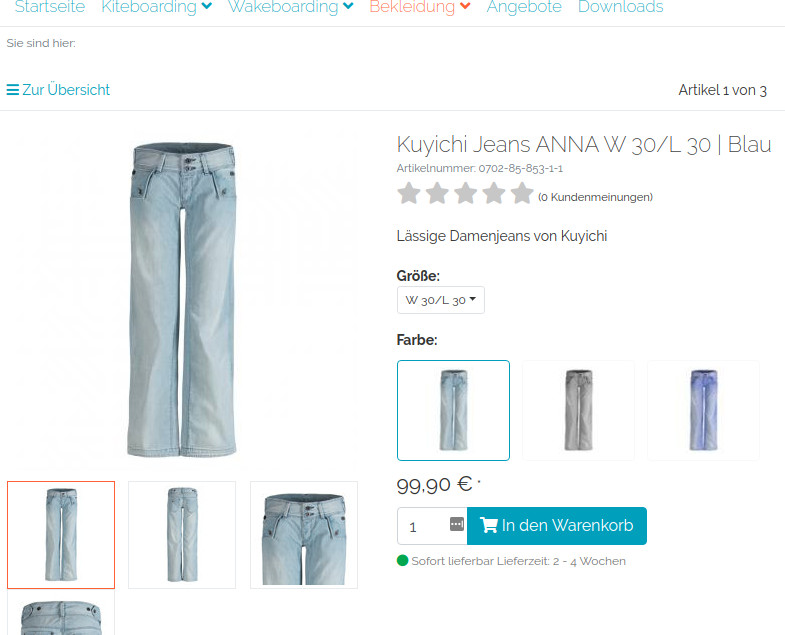 Startseite Kiteboarding Wakeboarding Bekleidung Angebote Downloads
Sie sind hier:
Zur Übersicht
Artikel 1 von 3
Kuyichi Jeans ANNA W 30/L 30 | Blau
Artikelnummer: 0702-85-853-1-1
(0 Kundenmeinungen)
Lässige Damenjeans von Kuyichi
Größe:
W 30/L 30
Farbe:
99,90 € *
1
In den Warenkorb
Sofort lieferbar Lieferzeit: 2 - 4 Wochen